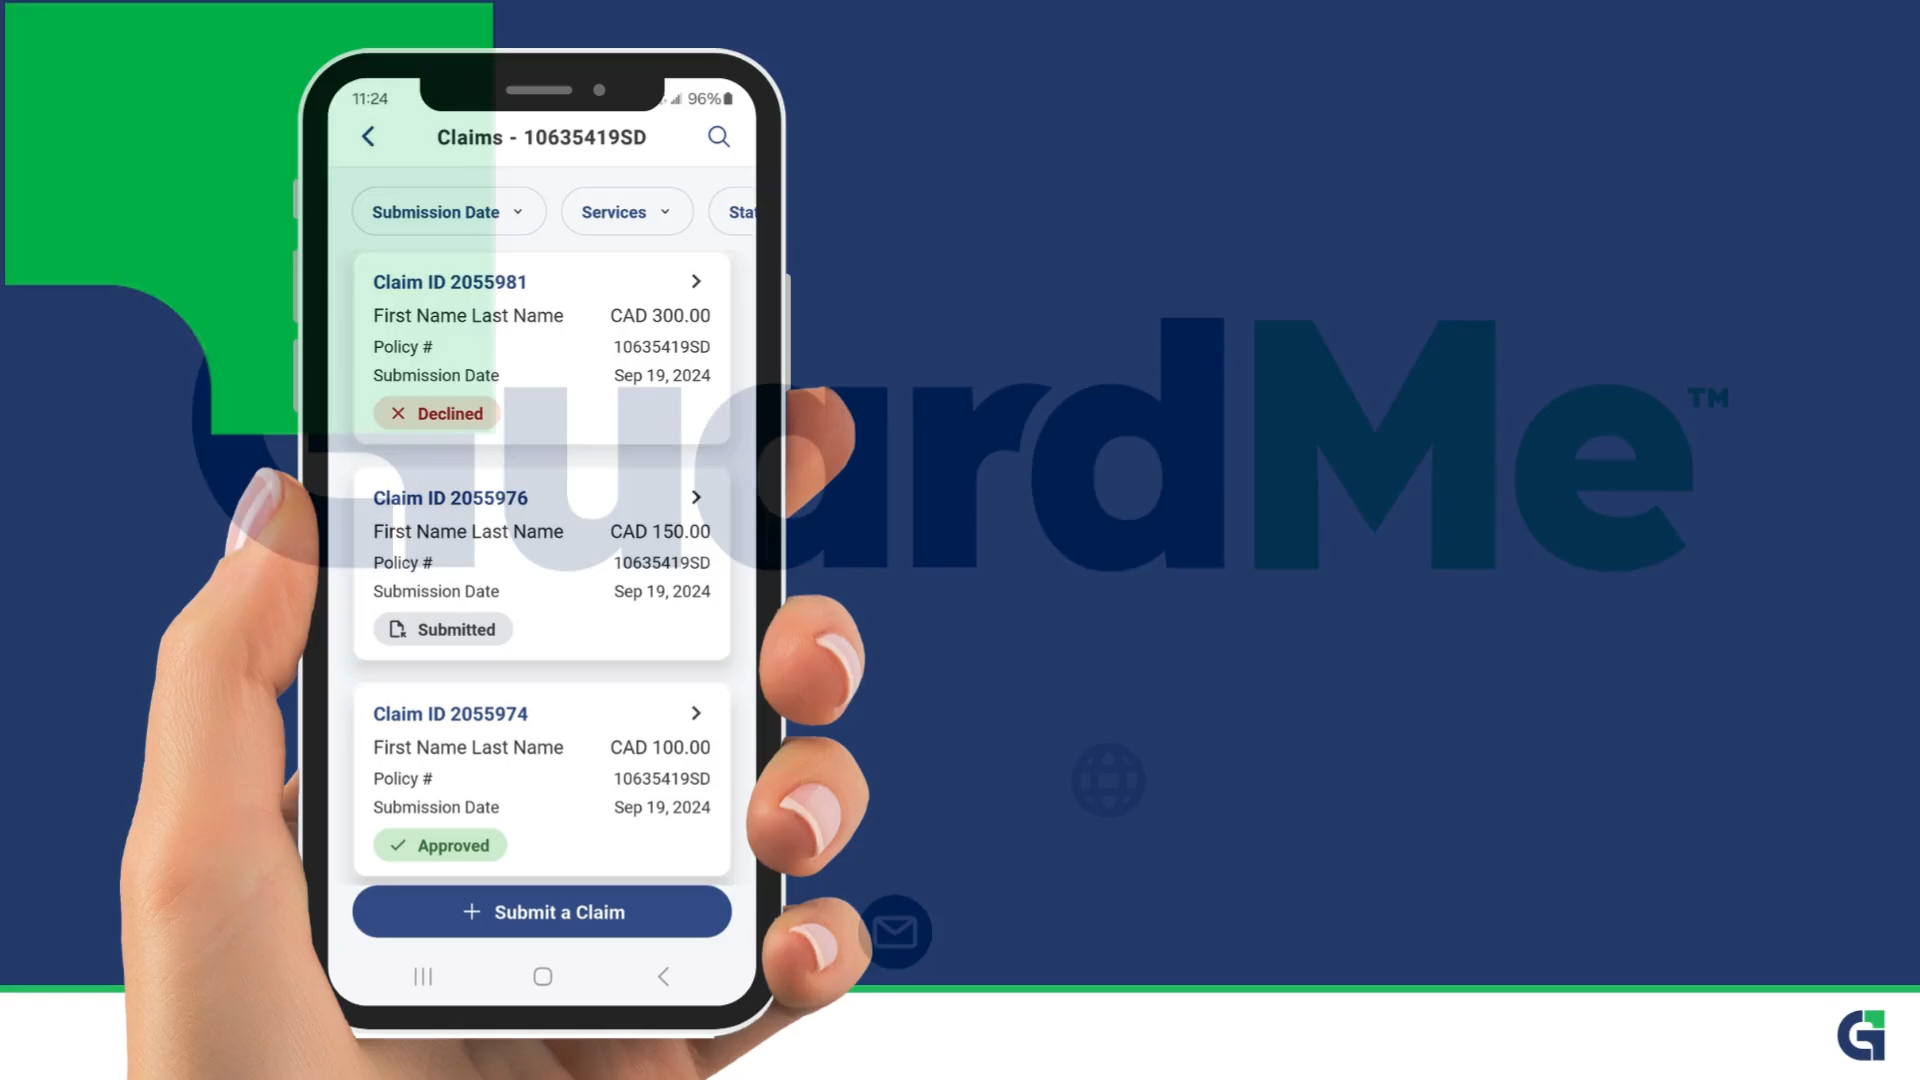 11:24
96%
Claims - 10635419SD
Submission Date
Services
Stat
Claim ID 2055981
First Name Last Name CAD 300.00
Policy # 10635419SD
Submission Date Sep 19, 2024
Declined
Claim ID 2055976
First Name Last Name CAD 150.00
Policy # 10635419SD
Submission Date Sep 19, 2024
Submitted
Claim ID 2055974
First Name Last Name CAD 100.00
Policy # 10635419SD
Submission Date Sep 19, 2024
Approved
+ Submit a Claim
GuardMe™